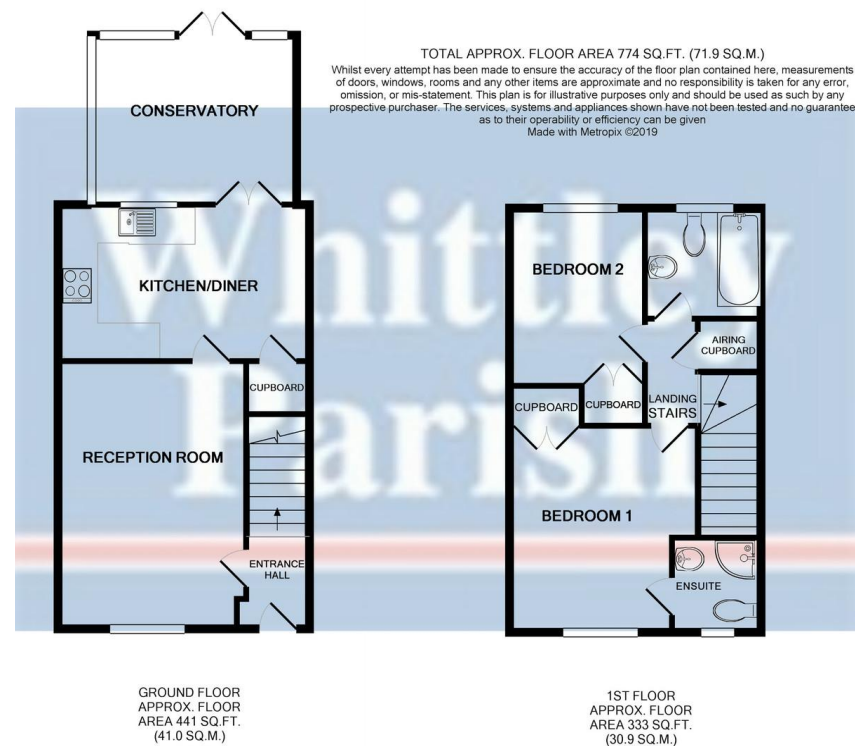 TOTAL APPROX. FLOOR AREA 774 SQ.FT. (71.9 SQ.M.)
Whilst every attempt has been made to ensure the accuracy of the floor plan contained here, measurements
of doors, windows, rooms and any other items are approximate and no responsibility is taken for any error,
omission, or mis-statement. This plan is for illustrative purposes only and should be used as such by any
prospective purchaser. The services, systems and appliances shown have not been tested and no guarantee
as to their operability or efficiency can be given
Made with Metropix ©2019
Whittley
Parish
CONSERVATORY
KITCHEN/DINER
CUPBOARD
RECEPTION ROOM
ENTRANCE
HALL
BEDROOM 2
AIRING
CUPBOARD
CUPBOARD
CUPBOARD
LANDING
STAIRS
BEDROOM 1
ENSUITE
GROUND FLOOR
APPROX. FLOOR
AREA 441 SQ.FT.
(41.0 SQ.M.)
1ST FLOOR
APPROX. FLOOR
AREA 333 SQ.FT.
(30.9 SQ.M.)